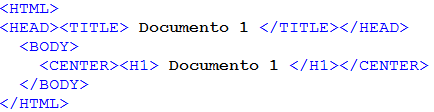 <HTML>
<HEAD><TITLE> Documento 1 </TITLE></HEAD>
<BODY>
<CENTER><H1> Documento 1 </H1></CENTER>
</BODY>
</HTML>